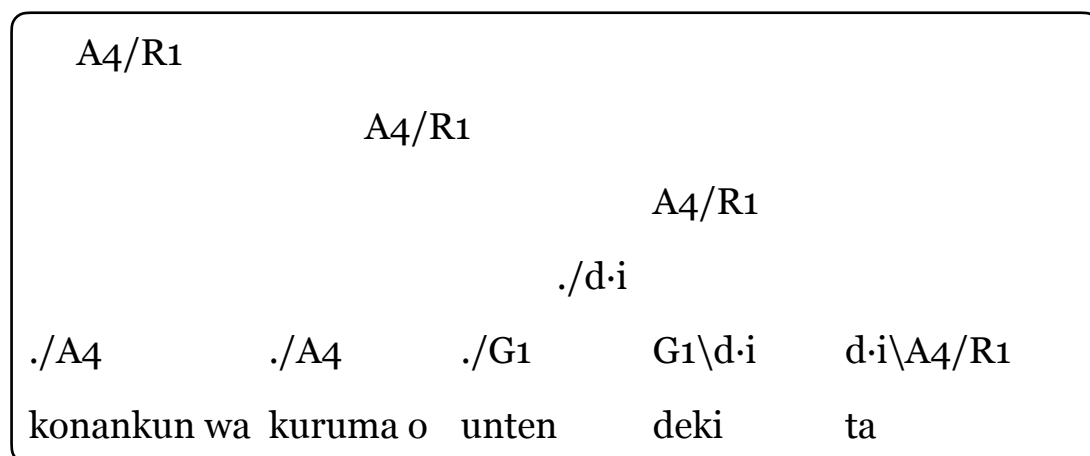 A4/R1
A4/R1
A4/R1
./d·i
./A4 ./A4 ./G1 G1\d·i d·i\A4/R1
konankun wa kuruma o unten deki ta